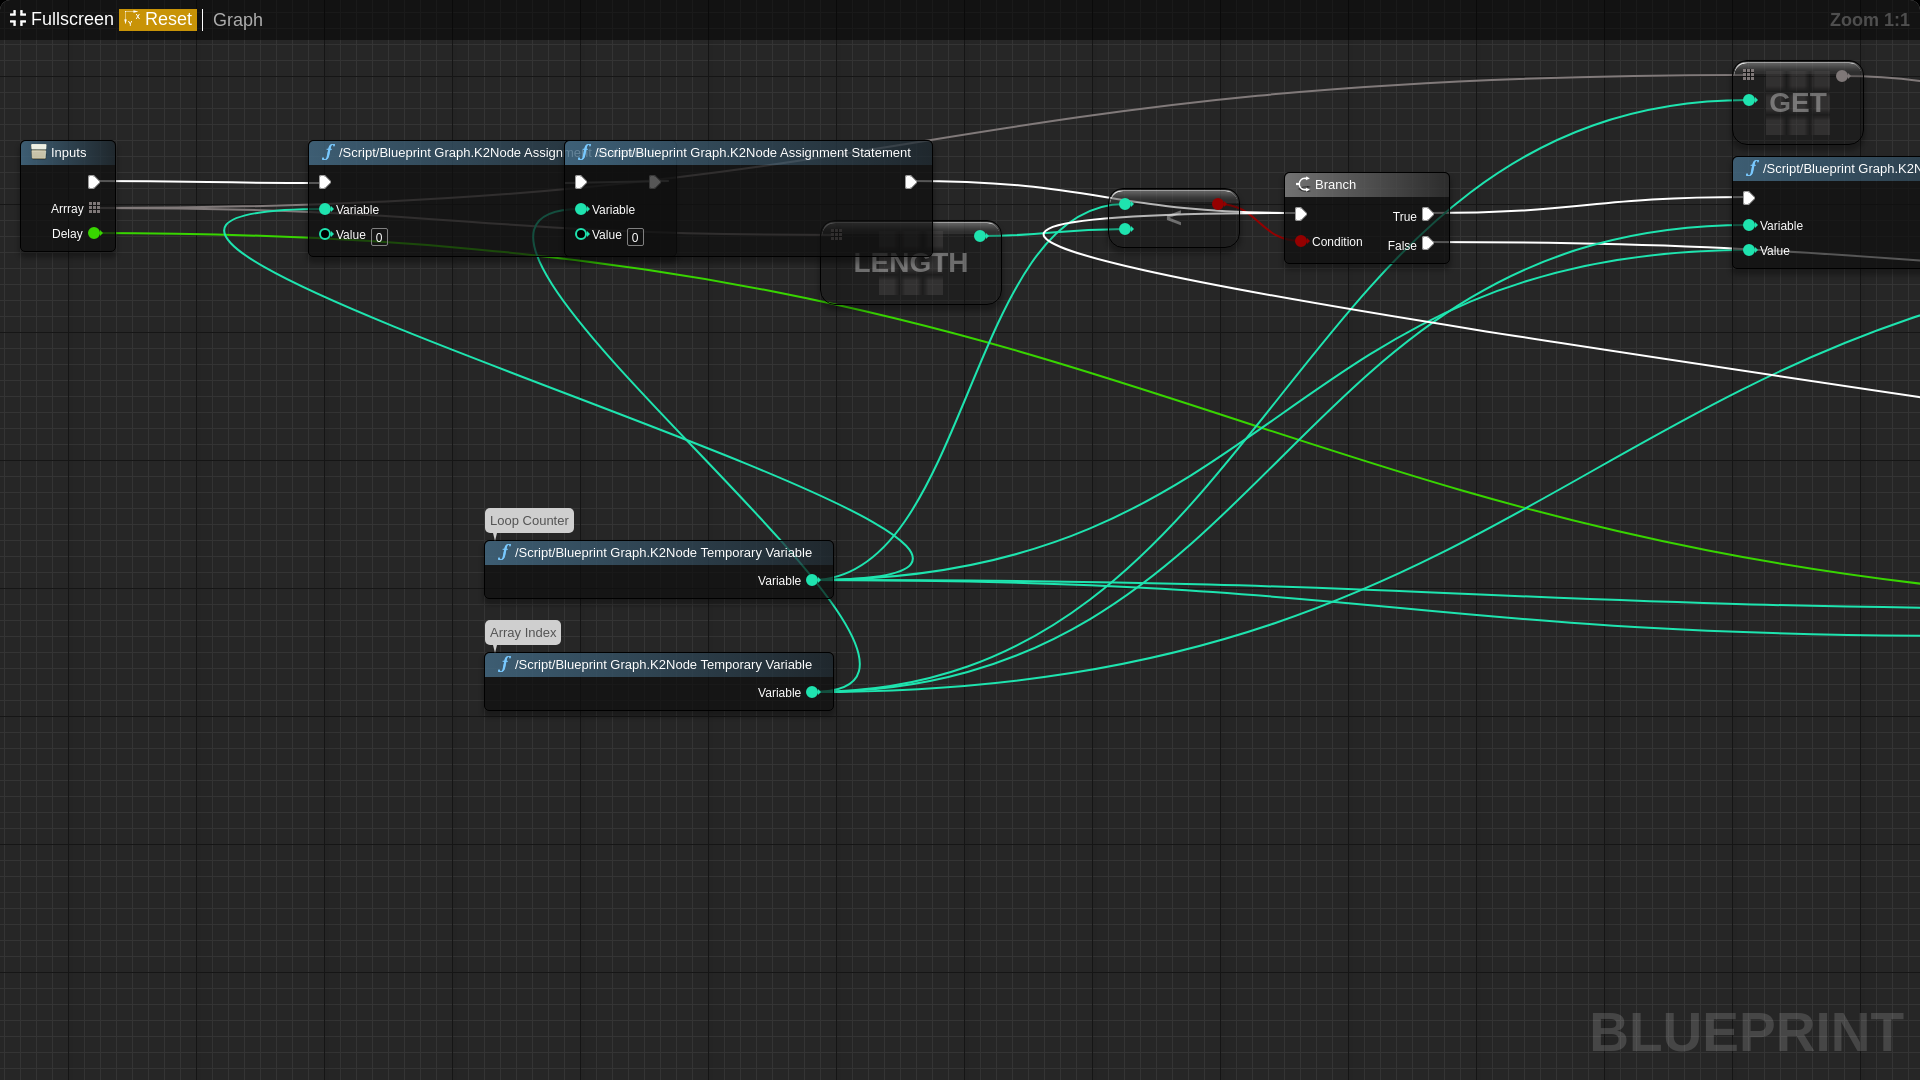 Fullscreen Reset Graph Zoom 1:1
GET
Inputs
Arrray
Delay
/Script/Blueprint Graph.K2Node Assignment
Variable
Value 0
/Script/Blueprint Graph.K2Node Assignment Statement
Variable
Value 0
LENGTH
<
Branch
True
Condition
False
/Script/Blueprint Graph.K2N
Variable
Value
Loop Counter
/Script/Blueprint Graph.K2Node Temporary Variable
Variable
Array Index
/Script/Blueprint Graph.K2Node Temporary Variable
Variable
BLUEPRINT